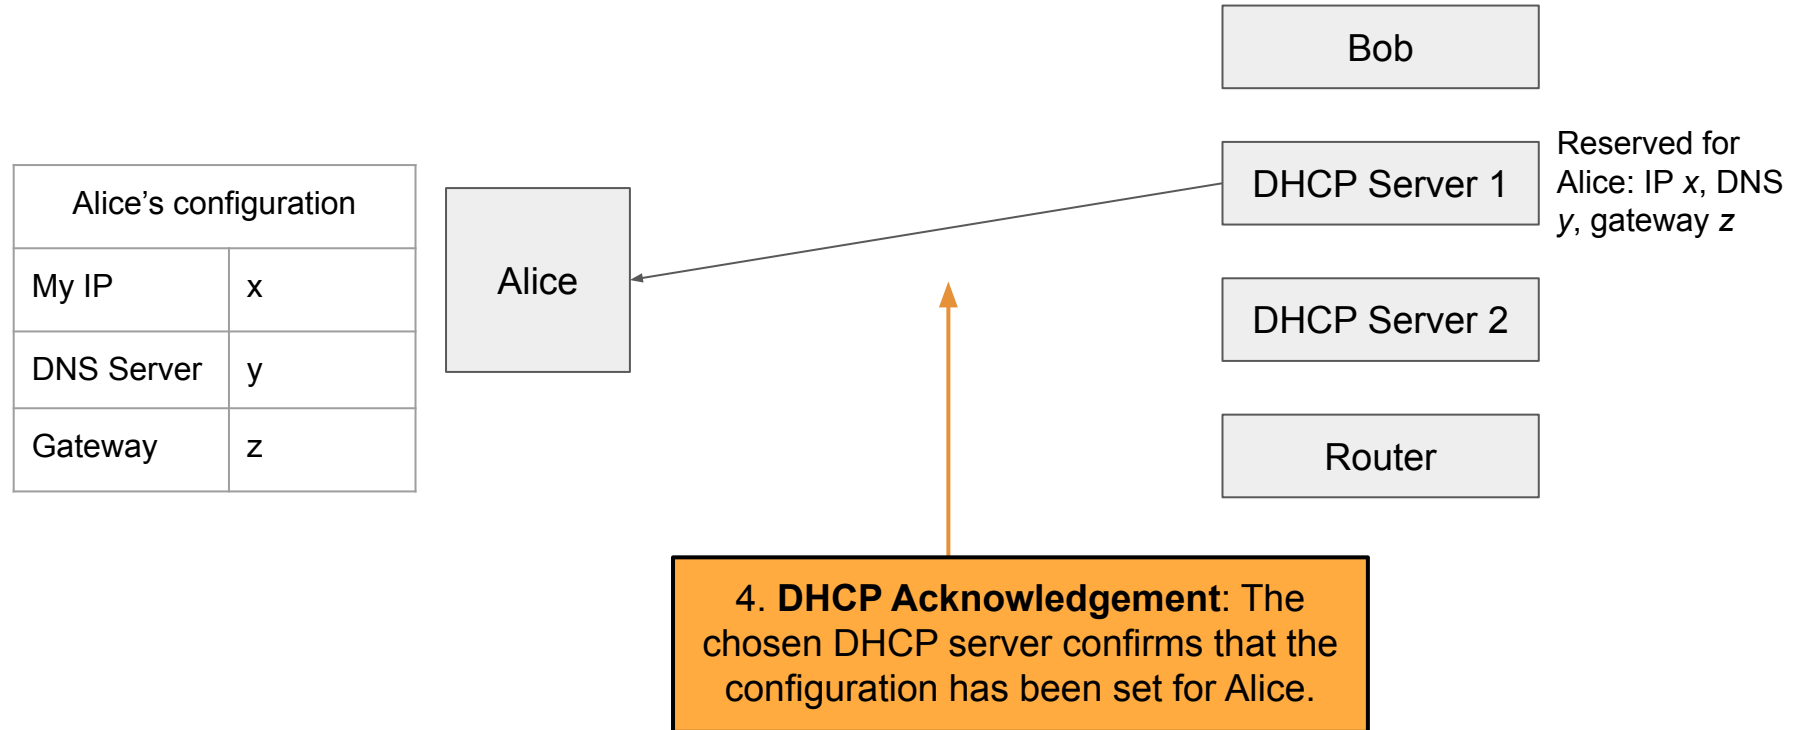 Bob
Reserved for
Alice: IP x, DNS
y, gateway z
DHCP Server 1
Alice’s configuration
My IP
x
DNS Server
y
Gateway
z
Alice
DHCP Server 2
Router
4. DHCP Acknowledgement: The
chosen DHCP server confirms that the
configuration has been set for Alice.